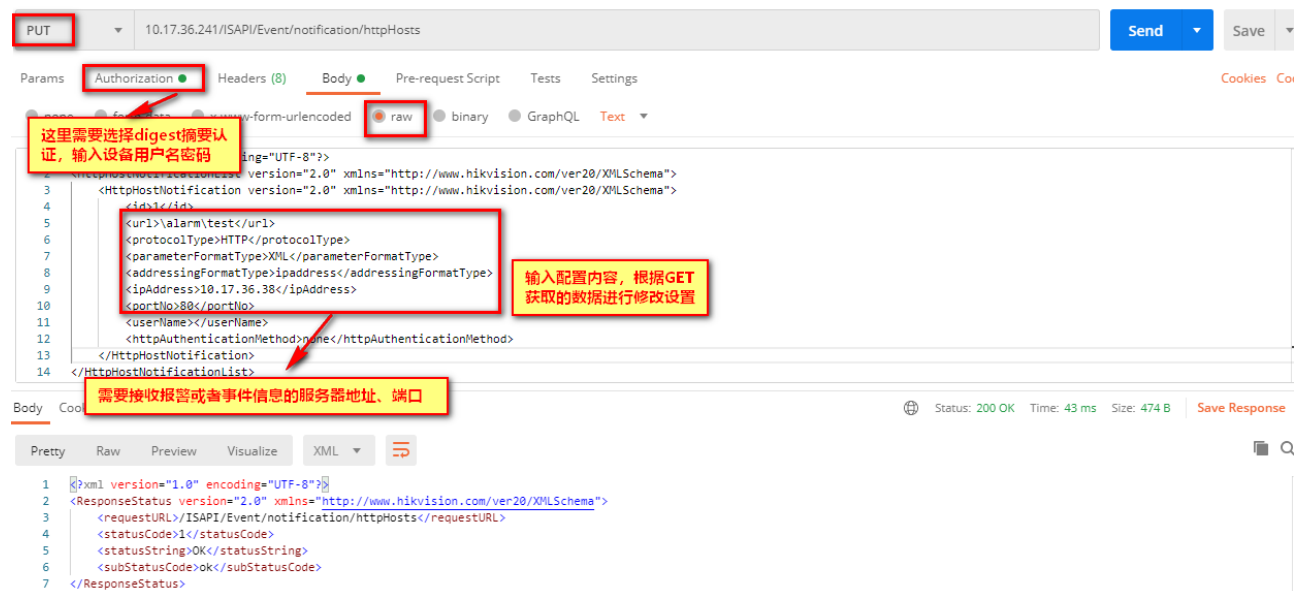 PUT
10.17.36.241/ISAPI/Event/notification/httpHosts
Send
Save
Params
Authorization
Headers (8)
Body
Pre-request Script
Tests
Settings
Cookies
x-www-form-urlencoded
raw
binary
GraphQL
Text
这里需要选择digest摘要认
证，输入设备用户名密码
ing="UTF-8"?>
version="2.0" xmlns="http://www.hikvision.com/ver20/XMLSchema">
3 <HttpHostNotification version="2.0" xmlns="http://www.hikvision.com/ver20/XMLSchema">
4 <id>1</id>
5 <url>\alarm\test</url>
6 <protocolType>HTTP</protocolType>
7 <parameterFormatType>XML</parameterFormatType>
8 <addressingFormatType>ipaddress</addressingFormatType>
9 <ipAddress>10.17.36.38</ipAddress>
10 <portNo>80</portNo>
11 <userName></userName>
12 <httpAuthenticationMethod>none</httpAuthenticationMethod>
13 </HttpHostNotification>
14 </HttpHostNotificationList>
输入配置内容，根据GET
获取的数据进行修改设置
需要接收报警或者事件信息的服务器地址、端口
Body
Status: 200 OK
Time: 43 ms
Size: 474 B
Save Response
Pretty
Raw
Preview
Visualize
XML
1 <?xml version="1.0" encoding="UTF-8"?>
2 <ResponseStatus version="2.0" xmlns="http://www.hikvision.com/ver20/XMLSchema">
3 <requestURL>/ISAPI/Event/notification/httpHosts</requestURL>
4 <statusCode>1</statusCode>
5 <statusString>OK</statusString>
6 <subStatusCode>ok</subStatusCode>
7 </ResponseStatus>